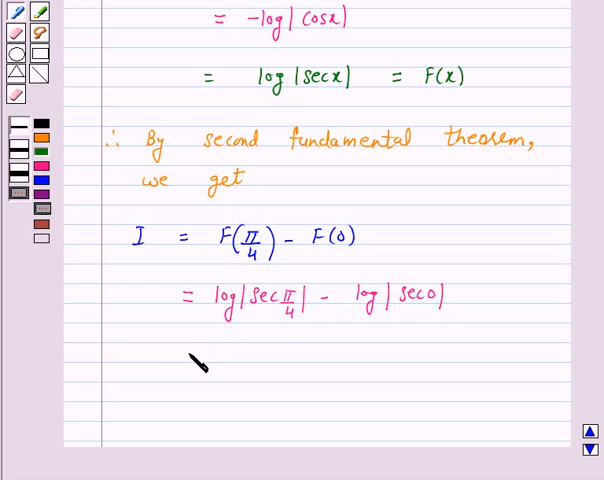 = -log|cosx|
= log|secx| = F(x)
∴ By second fundamental theorem,
we get
I = F(π/4) - F(0)
= log|sec π/4| - log|sec0|